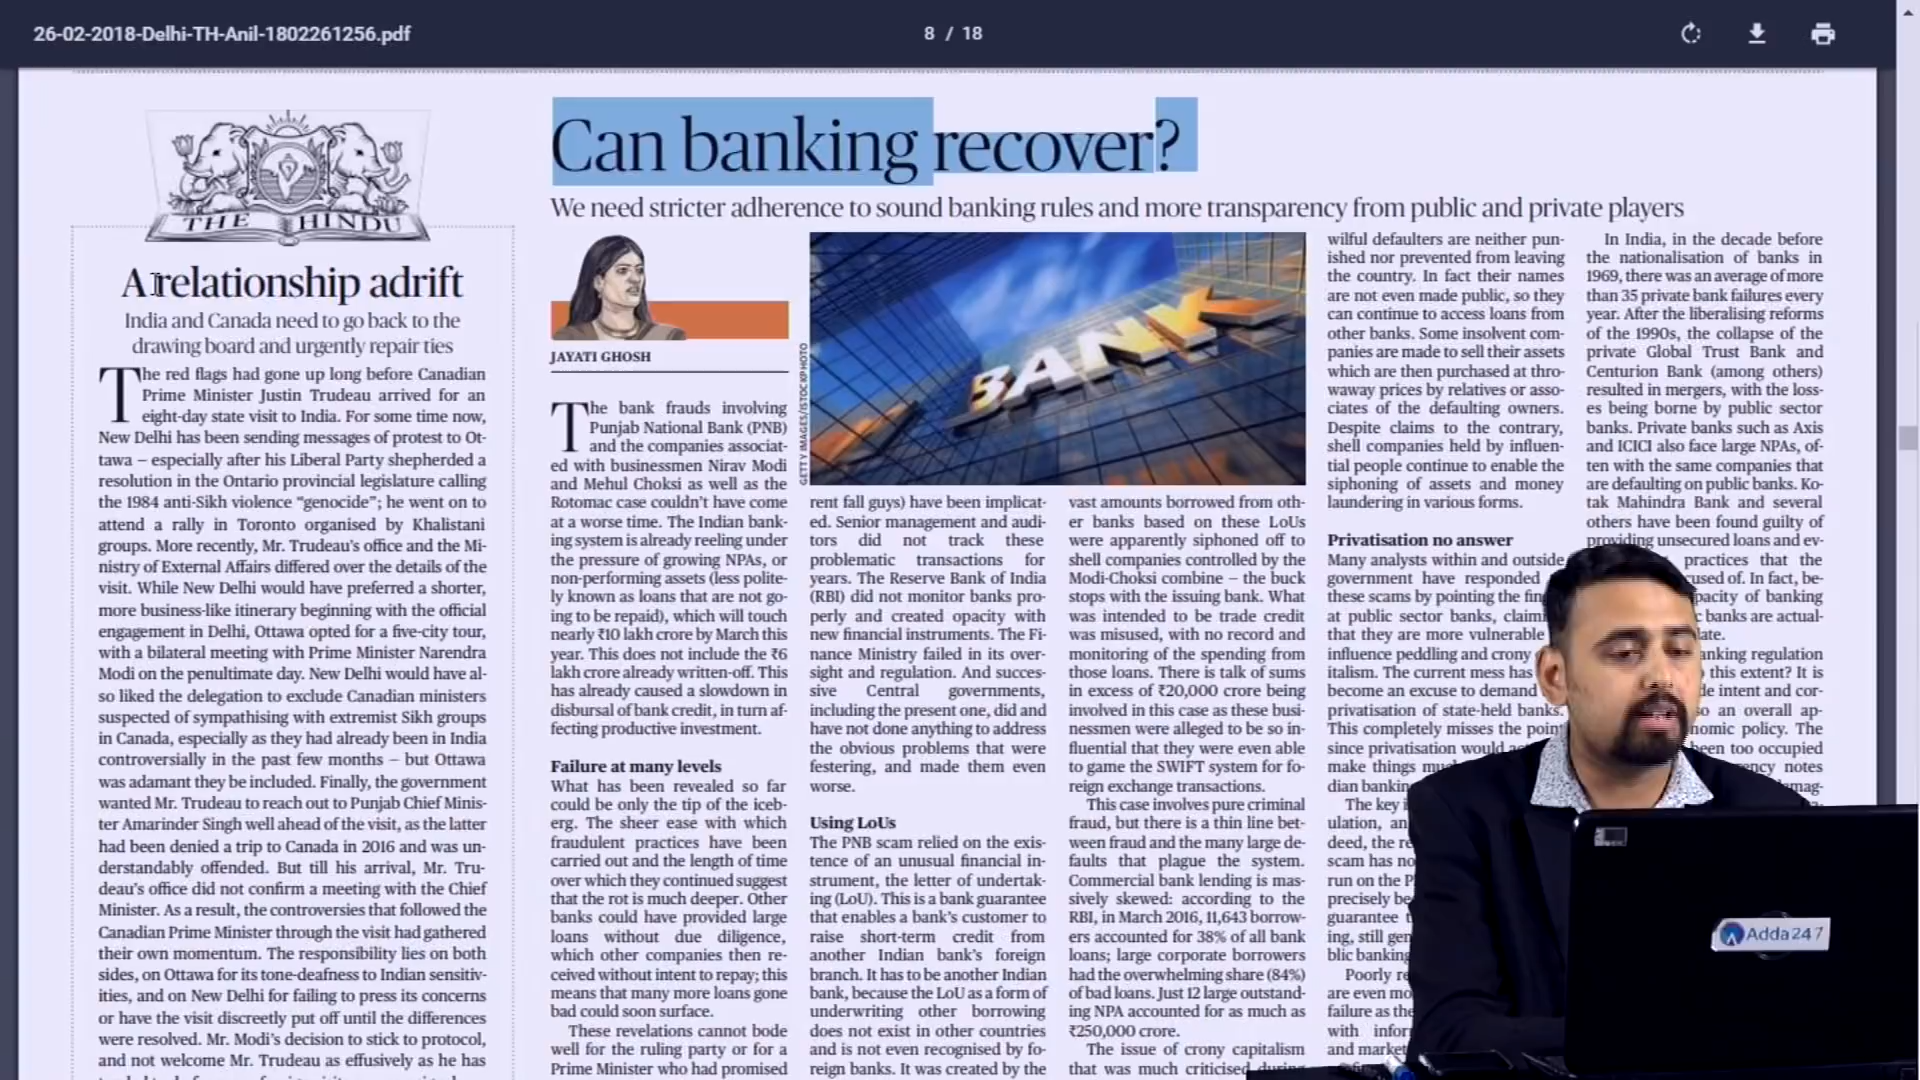 26-02-2018-Delhi-TH-Anil-1802261256.pdf
8 / 18
THE HINDU
A relationship adrift
India and Canada need to go back to the
drawing board and urgently repair ties
The red flags had gone up long before Canadian
Prime Minister Justin Trudeau arrived for an
eight-day state visit to India. For some time now,
New Delhi has been sending messages of protest to Ot-
tawa – especially after his Liberal Party shepherded a
resolution in the Ontario provincial legislature calling
the 1984 anti-Sikh violence “genocide”; he went on to
attend a rally in Toronto organised by Khalistani
groups. More recently, Mr. Trudeau’s office and the Mi-
nistry of External Affairs differed over the details of the
visit. While New Delhi would have preferred a shorter,
more business-like itinerary beginning with the official
engagement in Delhi, Ottawa opted for a five-city tour,
with a bilateral meeting with Prime Minister Narendra
Modi on the penultimate day. New Delhi would have al-
so liked the delegation to exclude Canadian ministers
suspected of sympathising with extremist Sikh groups
in Canada, especially as they had already been in India
controversially in the past few months – but Ottawa
was adamant they be included. Finally, the government
wanted Mr. Trudeau to reach out to Punjab Chief Minis-
ter Amarinder Singh well ahead of the visit, as the latter
had been denied a trip to Canada in 2016 and was un-
derstandably offended. But till his arrival, Mr. Tru-
deau’s office did not confirm a meeting with the Chief
Minister. As a result, the controversies that followed the
Canadian Prime Minister through the visit had gathered
their own momentum. The responsibility lies on both
sides, on Ottawa for its tone-deafness to Indian sensitiv-
ities, and on New Delhi for failing to press its concerns
or have the visit discreetly put off until the differences
were resolved. Mr. Modi’s decision to stick to protocol,
and not welcome Mr. Trudeau as effusively as he has
Can banking recover?
We need stricter adherence to sound banking rules and more transparency from public and private players
JAYATI GHOSH
GETTY IMAGES/ISTOCKPHOTO
BANK
The bank frauds involving
Punjab National Bank (PNB)
and the companies associat-
ed with businessmen Nirav Modi
and Mehul Choksi as well as the
Rotomac case couldn’t have come
at a worse time. The Indian bank-
ing system is already reeling under
the pressure of growing NPAs, or
non-performing assets (less polite-
ly known as loans that are not go-
ing to be repaid), which will touch
nearly ₹10 lakh crore by March this
year. This does not include the ₹6
lakh crore already written-off. This
has already caused a slowdown in
disbursal of bank credit, in turn af-
fecting productive investment.
Failure at many levels
What has been revealed so far
could be only the tip of the iceb-
erg. The sheer ease with which
fraudulent practices have been
carried out and the length of time
over which they continued suggest
that the rot is much deeper. Other
banks could have provided large
loans without due diligence,
which other companies then re-
ceived without intent to repay; this
means that many more loans gone
bad could soon surface.
These revelations cannot bode
well for the ruling party or for a
Prime Minister who had promised
rent fall guys) have been implicat-
ed. Senior management and audi-
tors did not track these
problematic transactions for
years. The Reserve Bank of India
(RBI) did not monitor banks pro-
perly and created opacity with
new financial instruments. The Fi-
nance Ministry failed in its over-
sight and regulation. And succes-
sive Central governments,
including the present one, did and
have not done anything to address
the obvious problems that were
festering, and made them even
worse.
Using LoUs
The PNB scam relied on the exis-
tence of an unusual financial in-
strument, the letter of undertak-
ing (LoU). This is a bank guarantee
that enables a bank’s customer to
raise short-term credit from
another Indian bank’s foreign
branch. It has to be another Indian
bank, because the LoU as a form of
underwriting other borrowing
does not exist in other countries
and is not even recognised by fo-
reign banks. It was created by the
vast amounts borrowed from oth-
er banks based on these LoUs
were apparently siphoned off to
shell companies controlled by the
Modi-Choksi combine – the buck
stops with the issuing bank. What
was intended to be trade credit
was misused, with no record and
monitoring of the spending from
those loans. There is talk of sums
in excess of ₹20,000 crore being
involved in this case as these busi-
nessmen were alleged to be so in-
fluential that they were even able
to game the SWIFT system for fo-
reign exchange transactions.
This case involves pure criminal
fraud, but there is a thin line bet-
ween fraud and the many large de-
faults that plague the system.
Commercial bank lending is mas-
sively skewed: according to the
RBI, in March 2016, 11,643 borrow-
ers accounted for 38% of all bank
loans; large corporate borrowers
had the overwhelming share (84%)
of bad loans. Just 12 large outstand-
ing NPA accounted for as much as
₹250,000 crore.
The issue of crony capitalism
that was much criticised during
wilful defaulters are neither pun-
ished nor prevented from leaving
the country. In fact their names
are not even made public, so they
can continue to access loans from
other banks. Some insolvent com-
panies are made to sell their assets
which are then purchased at thro-
waway prices by relatives or asso-
ciates of the defaulting owners.
Despite claims to the contrary,
shell companies held by influen-
tial people continue to enable the
siphoning of assets and money
laundering in various forms.
Privatisation no answer
Many analysts within and outside
government have responded
these scams by pointing the fin
at public sector banks, claim
that they are more vulnerable
influence peddling and crony
italism. The current mess has
become an excuse to demand
privatisation of state-held banks.
This completely misses the point
since privatisation would
make things mu
dian bankin
The key i
ulation, an
deed, the re
scam has no
run on the P
precisely be
guarantee t
ing, still gen
blic banking
Poorly re
are even mo
failure as the
with infor
and market
In India, in the decade before
the nationalisation of banks in
1969, there was an average of more
than 35 private bank failures every
year. After the liberalising reforms
of the 1990s, the collapse of the
private Global Trust Bank and
Centurion Bank (among others)
resulted in mergers, with the loss-
es being borne by public sector
banks. Private banks such as Axis
and ICICI also face large NPAs, of-
ten with the same companies that
are defaulting on public banks. Ko-
tak Mahindra Bank and several
others have been found guilty of
providing unsecured loans and ev-
practices that the
used of. In fact, be-
pacity of banking
c banks are actual-
late.
anking regulation
this extent? It is
de intent and cor-
so an overall ap-
nomic policy. The
been too occupied
ency notes
mag-
Adda247